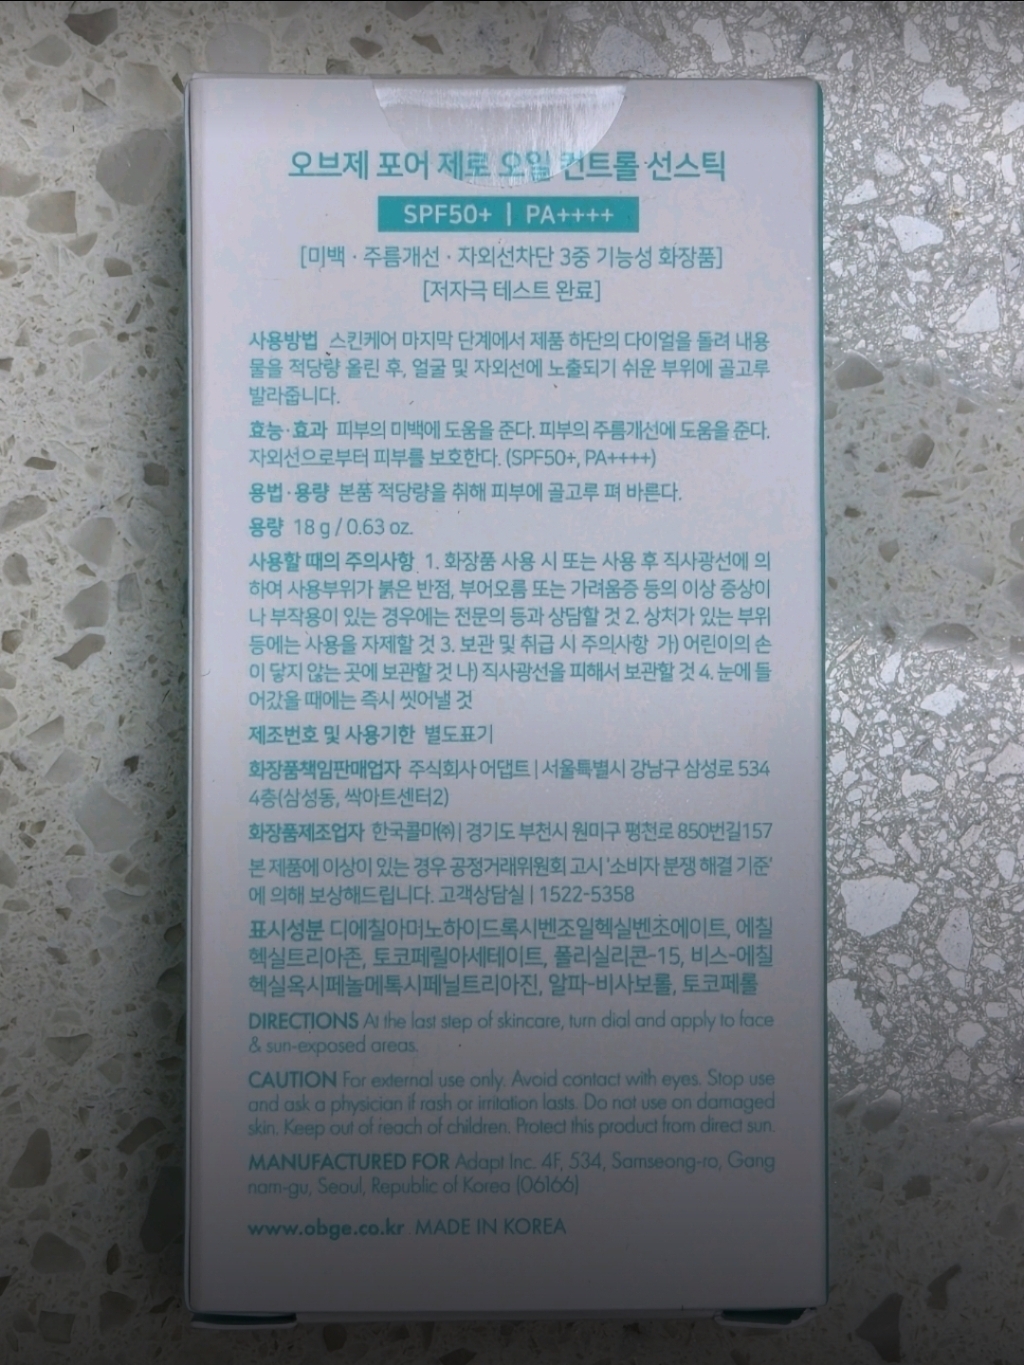 오브제 포어 제로 오일 컨트롤 선스틱
SPF50+ | PA++++
[미백 · 주름개선 · 자외선차단 3중 기능성 화장품]
[저자극 테스트 완료]
사용방법 스킨케어 마지막 단계에서 제품 하단의 다이얼을 돌려 내용
물을 적당량 올린 후, 얼굴 및 자외선에 노출되기 쉬운 부위에 골고루
발라줍니다.
효능·효과 피부의 미백에 도움을 준다. 피부의 주름개선에 도움을 준다.
자외선으로부터 피부를 보호한다. (SPF50+, PA++++)
용법·용량 본품 적당량을 취해 피부에 골고루 펴 바른다.
용량 18 g / 0.63 oz.
사용할 때의 주의사항 1. 화장품 사용 시 또는 사용 후 직사광선에 의
하여 사용부위가 붉은 반점, 부어오름 또는 가려움증 등의 이상 증상이
나 부작용이 있는 경우에는 전문의 등과 상담할 것 2. 상처가 있는 부위
등에는 사용을 자제할 것 3. 보관 및 취급 시 주의사항 가) 어린이의 손
이 닿지 않는 곳에 보관할 것 나) 직사광선을 피해서 보관할 것 4. 눈에 들
어갔을 때에는 즉시 씻어낼 것
제조번호 및 사용기한 별도표기
화장품책임판매업자 주식회사 어댑트 | 서울특별시 강남구 삼성로 534
4층(삼성동, 싹아트센터2)
화장품제조업자 한국콜마㈜ | 경기도 부천시 원미구 평천로 850번길157
본 제품에 이상이 있는 경우 공정거래위원회 고시 '소비자 분쟁 해결 기준'
에 의해 보상해드립니다. 고객상담실 | 1522-5358
표시성분 디에칠아미노하이드록시벤조일헥실벤조에이트, 에칠
헥실트리아존, 토코페릴아세테이트, 폴리실리콘-15, 비스-에칠
헥실옥시페놀메톡시페닐트리아진, 알파-비사보롤, 토코페롤
DIRECTIONS At the last step of skincare, turn dial and apply to face
& sun-exposed areas.
CAUTION For external use only. Avoid contact with eyes. Stop use
and ask a physician if rash or irritation lasts. Do not use on damaged
skin. Keep out of reach of children. Protect this product from direct sun.
MANUFACTURED FOR Adapt Inc. 4F, 534, Samseong-ro, Gang
nam-gu, Seoul, Republic of Korea (06166)
www.obge.co.kr MADE IN KOREA